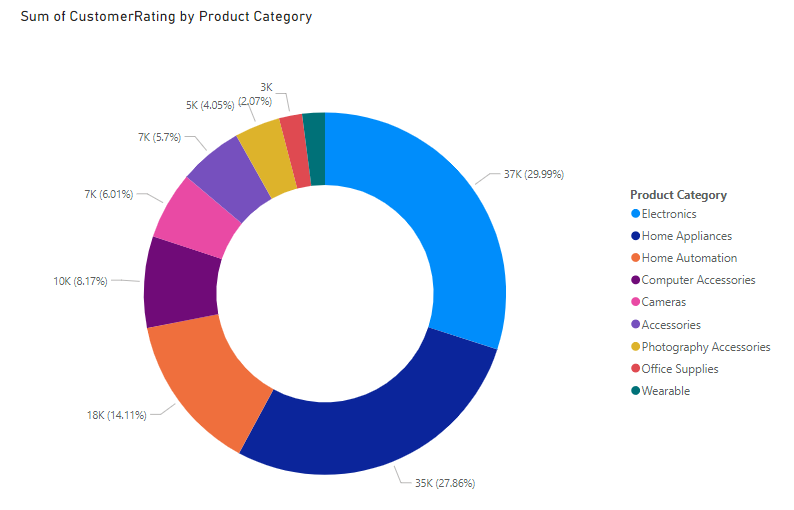 Sum of CustomerRating by Product Category
3K
(2.07%)
5K (4.05%)
7K (5.7%)
37K (29.99%)
7K (6.01%)
10K (8.17%)
18K (14.11%)
35K (27.86%)
Product Category
Electronics
Home Appliances
Home Automation
Computer Accessories
Cameras
Accessories
Photography Accessories
Office Supplies
Wearable